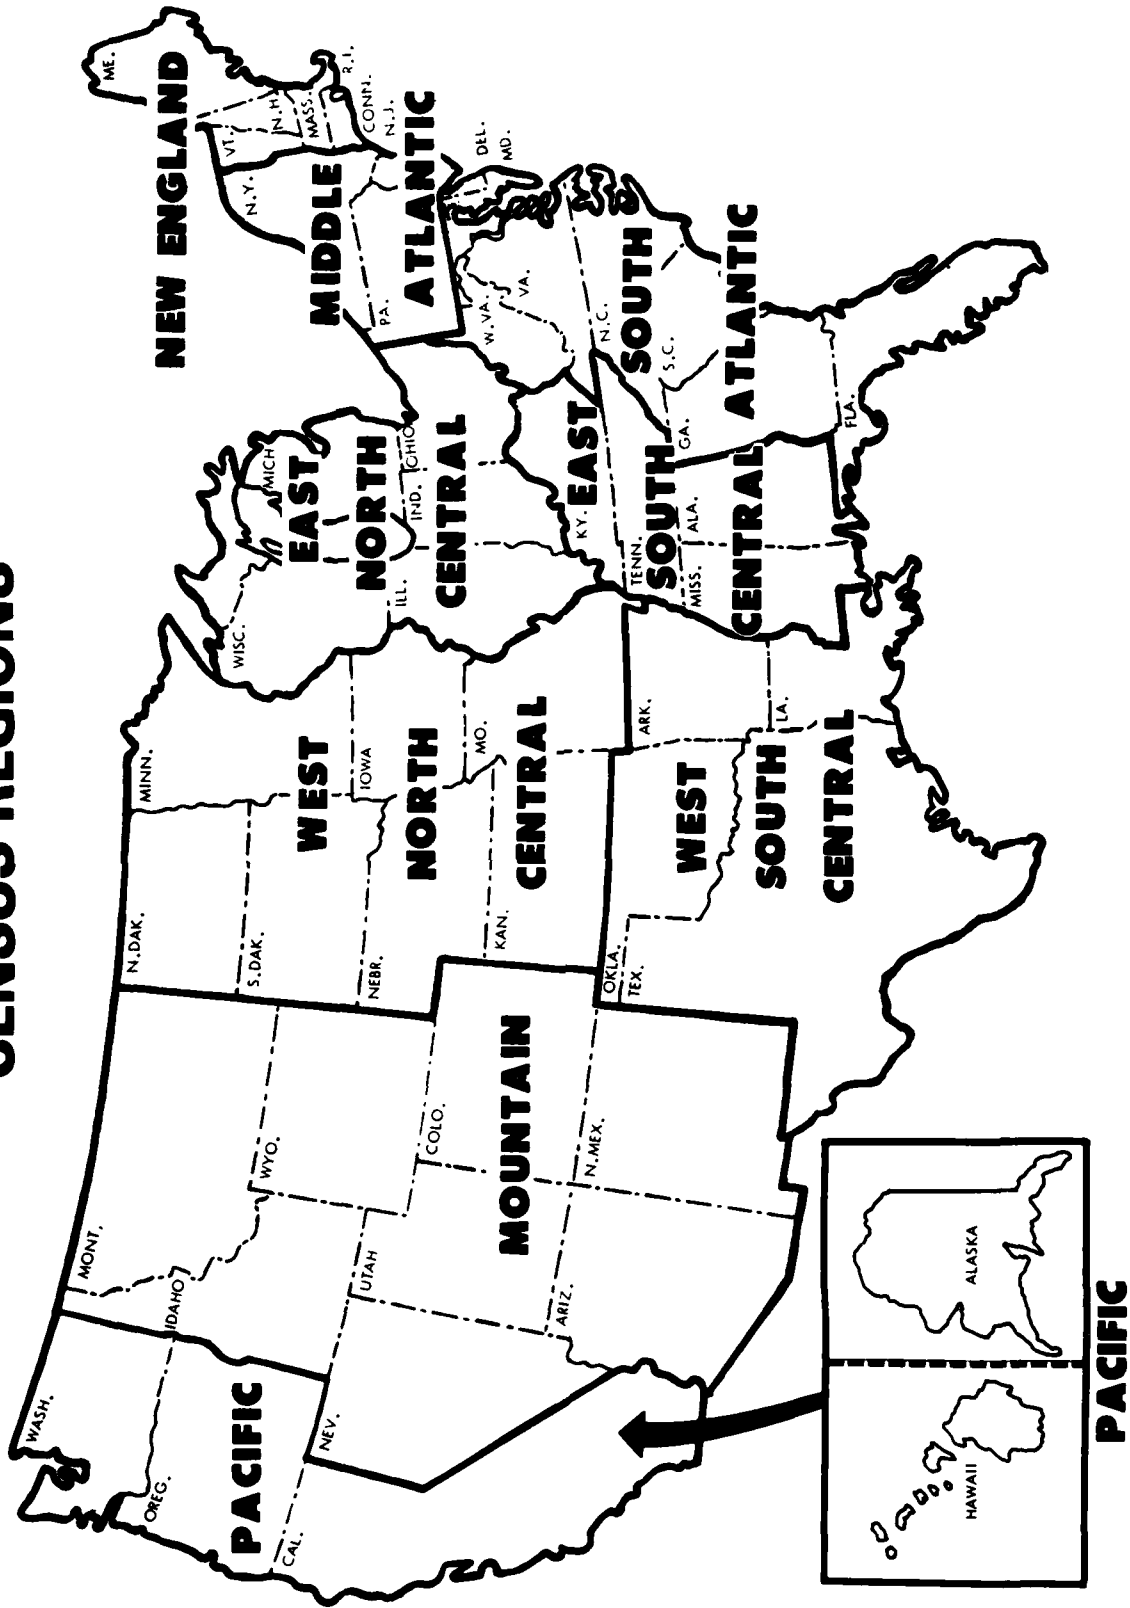 CENSUS REGIONS
NEW ENGLAND
ME.
VT.
N.H.
MASS.
R.I.
CONN.
MIDDLE
ATLANTIC
N.Y.
N.J.
PA.
SOUTH
ATLANTIC
DEL.
MD.
W.VA.
VA.
N.C.
S.C.
GA.
FLA.
EAST
NORTH
CENTRAL
WISC.
MICH
ILL.
IND.
OHIO
EAST
SOUTH
CENTRAL
KY.
TENN.
MISS.
ALA.
WEST
NORTH
CENTRAL
MINN.
N.DAK.
S.DAK.
NEBR.
IOWA
KAN.
MO.
WEST
SOUTH
CENTRAL
OKLA.
TEX.
ARK.
LA.
MOUNTAIN
MONT.
IDAHO
WYO.
UTAH
COLO.
NEV.
ARIZ.
N.MEX.
PACIFIC
WASH.
OREG.
CAL.
HAWAII
ALASKA
PACIFIC